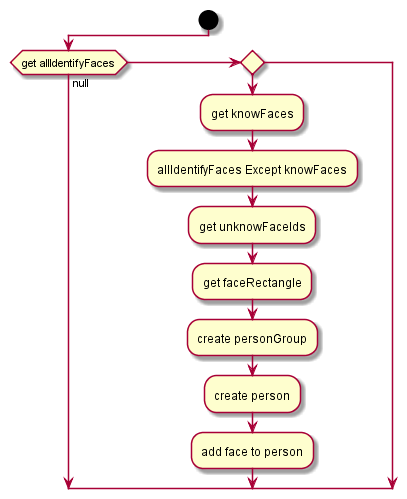 get allIdentifyFaces
null
get knowFaces
allIdentifyFaces Except knowFaces
get unknowFaceIds
get faceRectangle
create personGroup
create person
add face to person